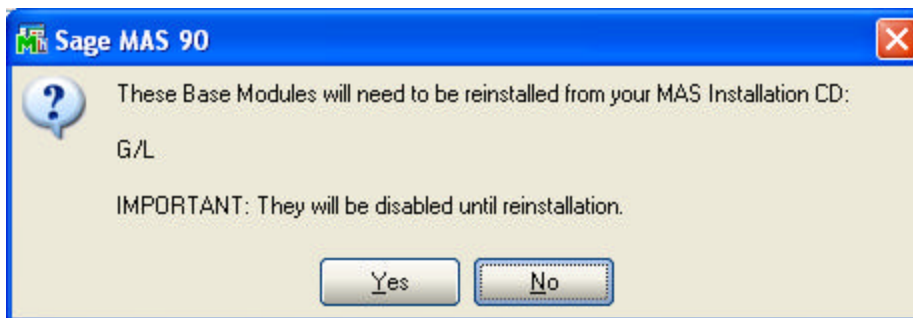 Sage MAS 90
These Base Modules will need to be reinstalled from your MAS Installation CD:
G/L
IMPORTANT: They will be disabled until reinstallation.
Yes No